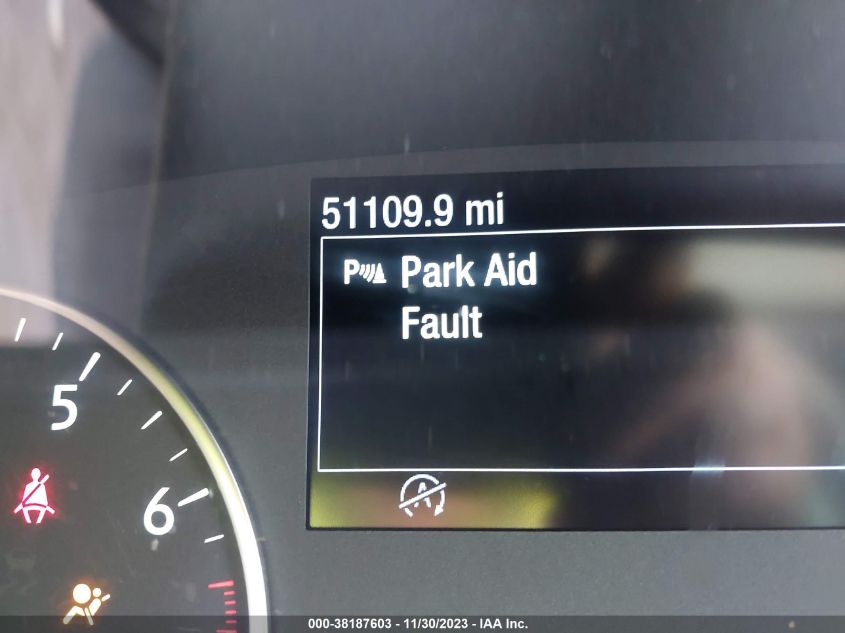 51109.9 mi
P Park Aid
Fault
5
6
A
000-38187603 - 11/30/2023 - IAA Inc.